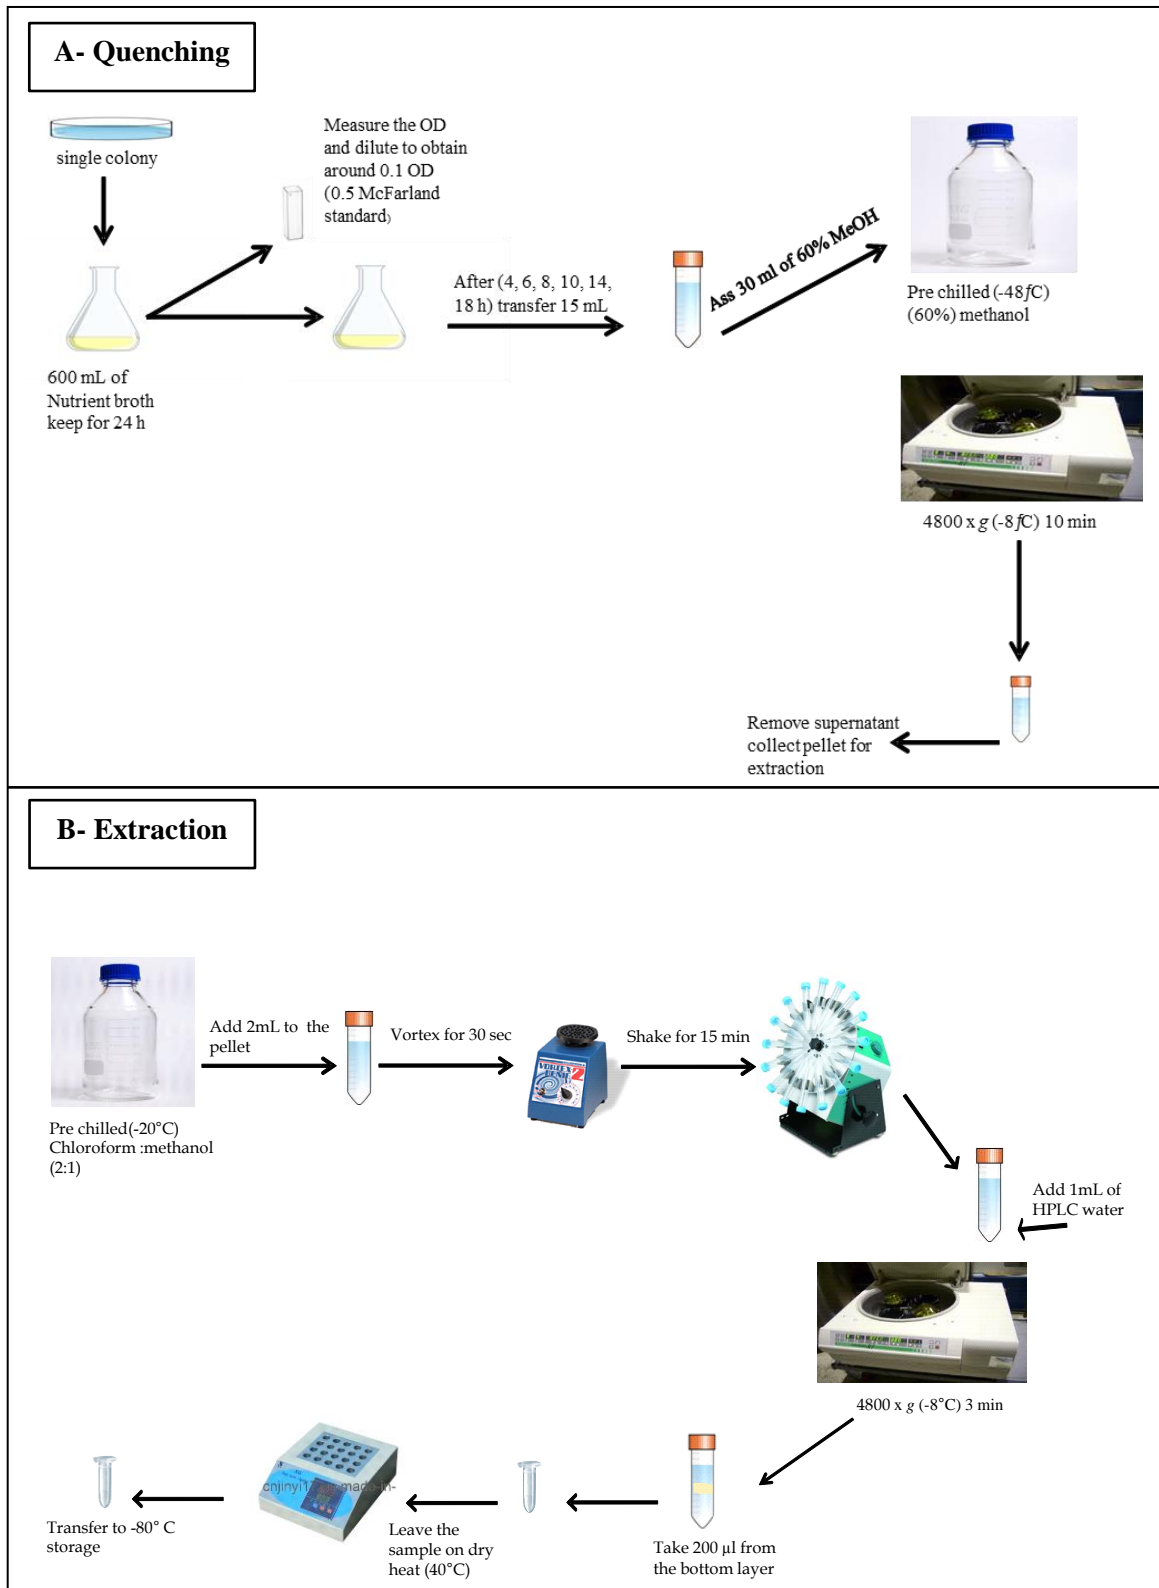 A- Quenching
single colony
Measure the OD
and dilute to obtain
around 0.1 OD
(0.5 McFarland
standard)
600 mL of
Nutrient broth
keep for 24 h
After (4, 6, 8, 10, 14,
18 h) transfer 15 mL
Ass 30 ml of 60% MeOH
Pre chilled (-48ƒC)
(60%) methanol
4800 x g (-8ƒC) 10 min
Remove supernatant
collect pellet for
extraction
B- Extraction
Pre chilled(-20°C)
Chloroform :methanol
(2:1)
Add 2mL to the
pellet
Vortex for 30 sec
VORTEX
GENIE
2
Shake for 15 min
Add 1mL of
HPLC water
4800 x g (-8°C) 3 min
Take 200 µl from
the bottom layer
Leave the
sample on dry
heat (40°C)
Transfer to -80° C
storage